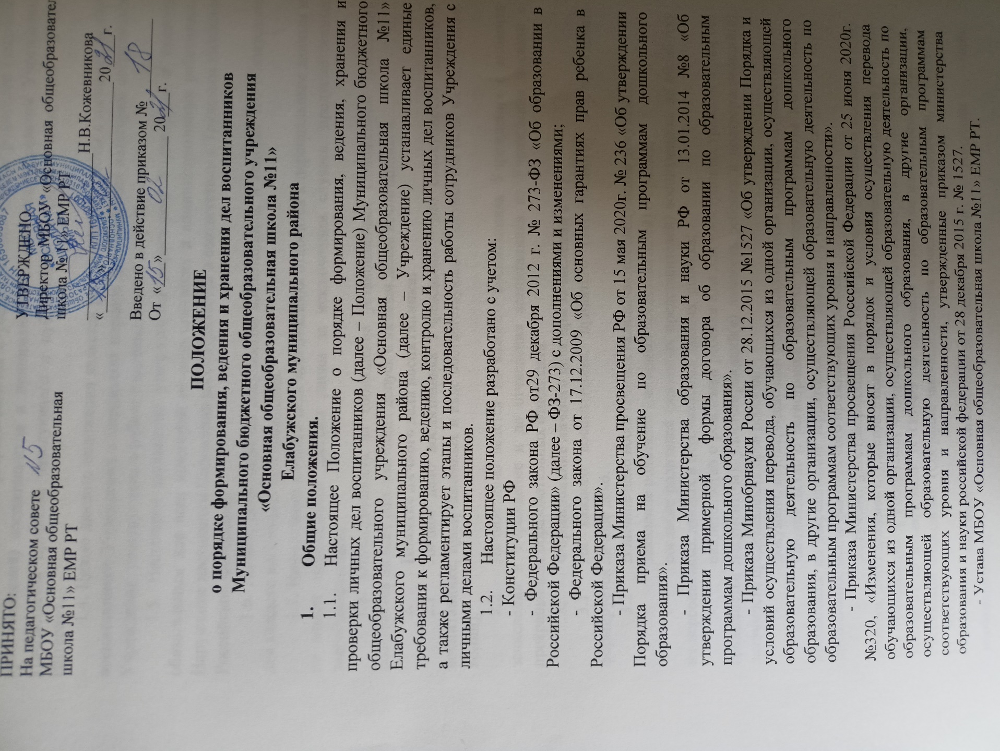 ПРИНЯТО:
На педагогическом совете №5
МБОУ «Основная общеобразовательная
школа №11» ЕМР РТ
УТВЕРЖДЕНО
Директор МБОУ «Основная общеобразовател
школа №11» ЕМР РТ
Н.В.Кожевникова
«15» 2021 г.
Введено в действие приказом № 18
От «15» 02 2021 г.
ПОЛОЖЕНИЕ
о порядке формирования, ведения и хранения дел воспитанников
Муниципального бюджетного общеобразовательного учреждения
«Основная общеобразовательная школа №11»
Елабужского муниципального района
1. Общие положения.
1.1. Настоящее Положение о порядке формирования, ведения, хранения и
проверки личных дел воспитанников (далее – Положение) Муниципального бюджетного
общеобразовательного учреждения «Основная общеобразовательная школа №11»
Елабужского муниципального района (далее – Учреждение) устанавливает единые
требования к формированию, ведению, контролю и хранению личных дел воспитанников,
а также регламентирует этапы и последовательность работы сотрудников Учреждения с
личными делами воспитанников.
1.2. Настоящее положение разработано с учетом:
- Конституции РФ
- Федерального закона РФ от29 декабря 2012 г. № 273-ФЗ «Об образовании в
Российской Федерации» (далее – ФЗ-273) с дополнениями и изменениями;
- Федерального закона от 17.12.2009 «Об основных гарантиях прав ребенка в
Российской Федерации».
- Приказа Министерства просвещения РФ от 15 мая 2020г. № 236 «Об утверждении
Порядка приема на обучение по образовательным программам дошкольного
образования».
- Приказа Министерства образования и науки РФ от 13.01.2014 №8 «Об
утверждении примерной формы договора об образовании по образовательным
программам дошкольного образования».
- Приказа Минобрнауки России от 28.12.2015 №1527 «Об утверждении Порядка и
условий осуществления перевода, обучающихся из одной организации, осуществляющей
образовательную деятельность по образовательным программам дошкольного
образования, в другие организации, осуществляющей образовательную деятельность по
образовательным программам соответствующих уровня и направленности».
- Приказа Министерства просвещения Российской Федерации от 25 июня 2020г.
№320, «Изменения, которые вносят в порядок и условия осуществления перевода
обучающихся из одной организации, осуществляющей образовательную деятельность по
образовательным программам дошкольного образования, в другие организации,
осуществляющей образовательную деятельность по образовательным программам
соответствующих уровня и направленности, утвержденные приказом министерства
образования и науки российской федерации от 28 декабря 2015 г. № 1527.
- Устава МБОУ «Основная общеобразовательная школа №11» ЕМР РТ.